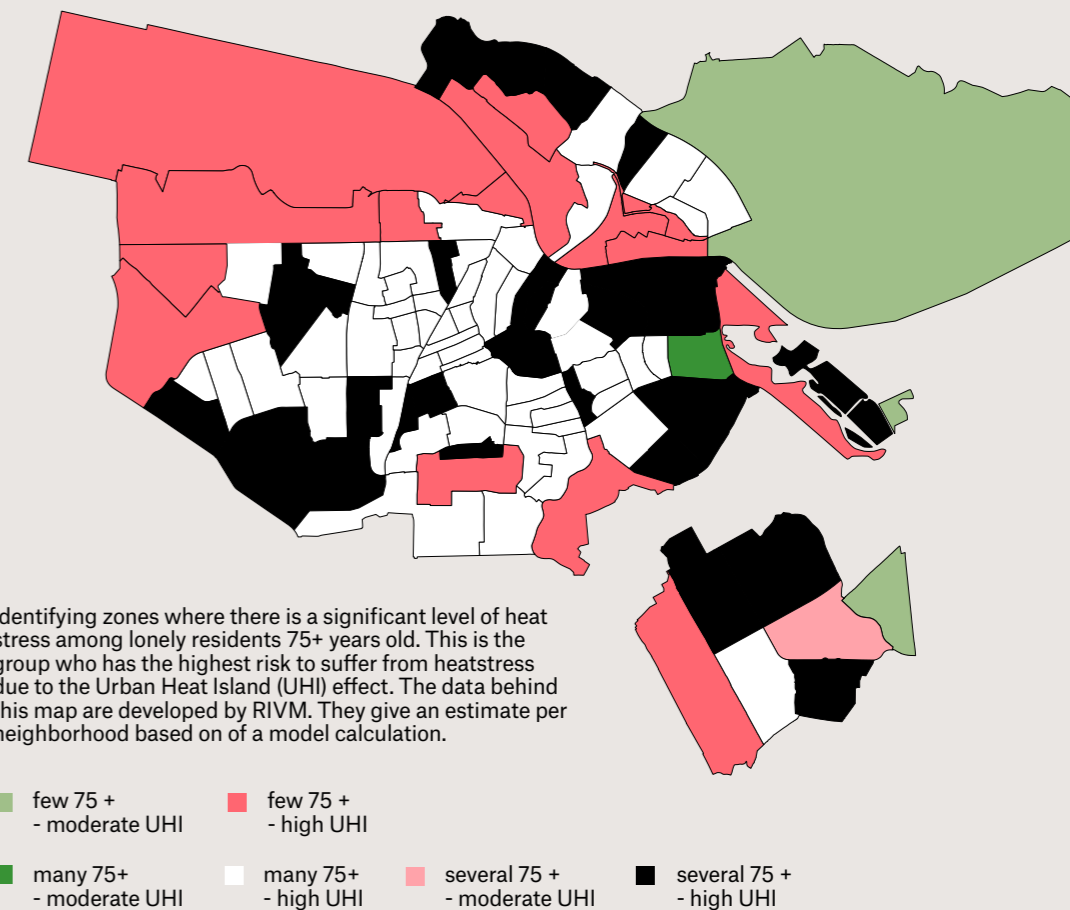 identifying zones where there is a significant level of heat
stress among lonely residents 75+ years old. This is the
group who has the highest risk to suffer from heatstress
due to the Urban Heat Island (UHI) effect. The data behind
this map are developed by RIVM. They give an estimate per
neighborhood based on of a model calculation.
few 75 +
- moderate UHI
few 75 +
- high UHI
many 75+
- moderate UHI
many 75+
- high UHI
several 75 +
- moderate UHI
several 75 +
- high UHI